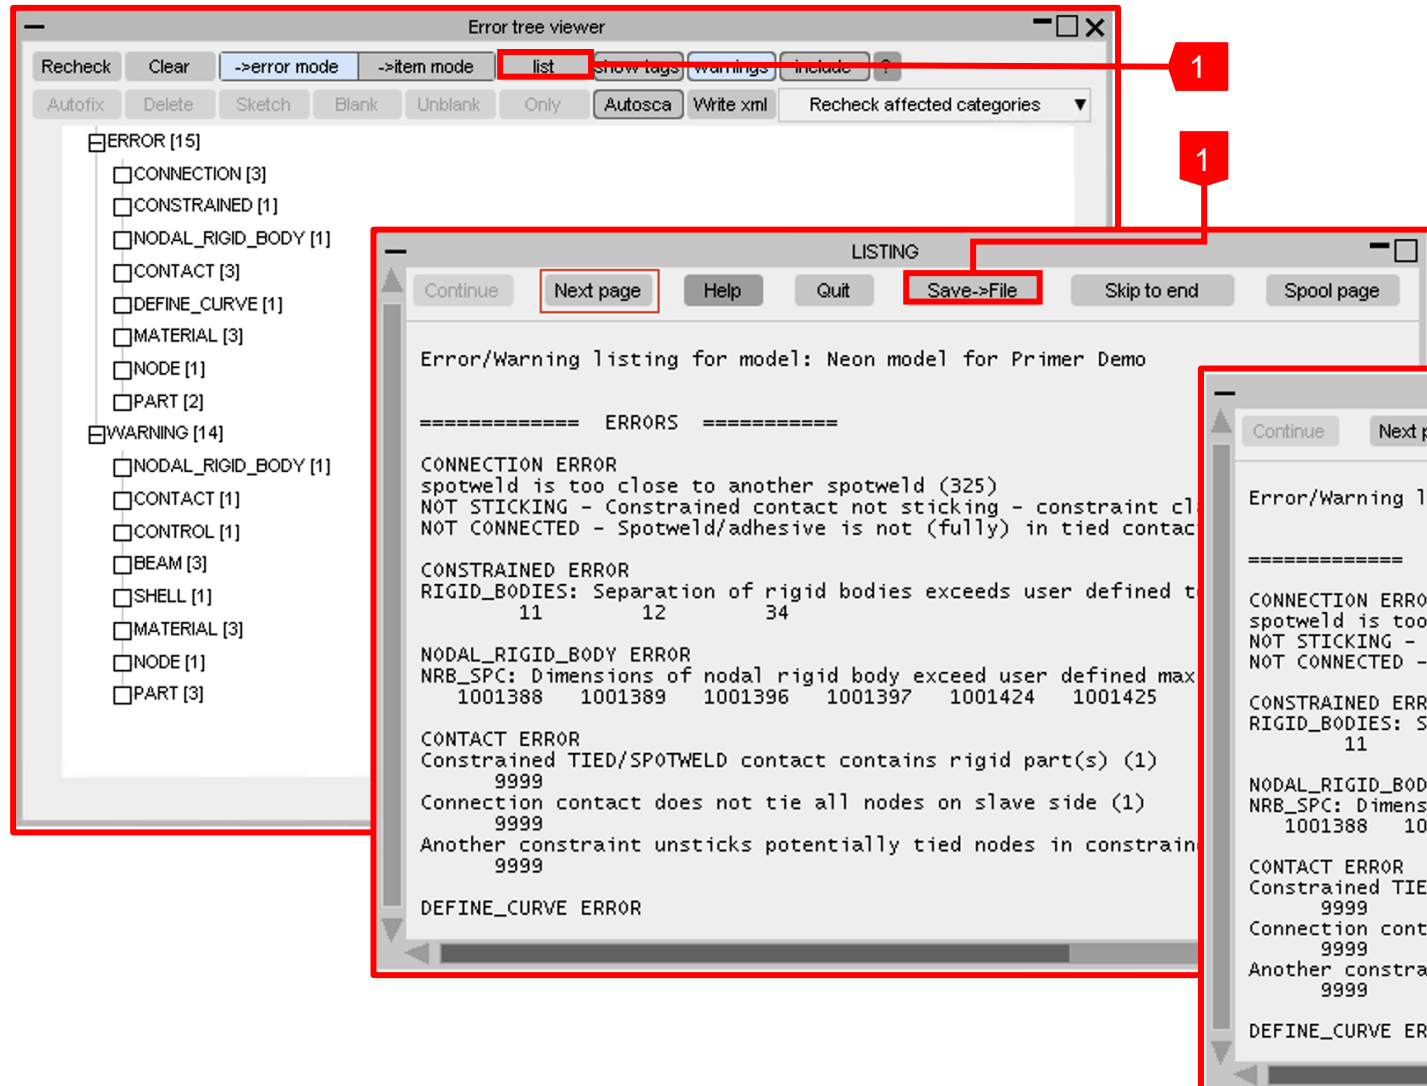 Error tree viewer
Recheck Clear ->error mode ->item mode list show tags warnings include ?
1
Autofix Delete Sketch Blank Unblank Only Autosca Write xml Recheck affected categories
ERROR [15]
CONNECTION [3]
CONSTRAINED [1]
NODAL_RIGID_BODY [1]
CONTACT [3]
DEFINE_CURVE [1]
MATERIAL [3]
NODE [1]
PART [2]
WARNING [14]
NODAL_RIGID_BODY [1]
CONTACT [1]
CONTROL [1]
BEAM [3]
SHELL [1]
MATERIAL [3]
NODE [1]
PART [3]
1
LISTING
Continue Next page Help Quit Save->File Skip to end Spool page
Error/Warning listing for model: Neon model for Primer Demo
============= ERRORS ===========
CONNECTION ERROR
spotweld is too close to another spotweld (325)
NOT STICKING - Constrained contact not sticking - constraint cl
NOT CONNECTED - Spotweld/adhesive is not (fully) in tied contac
CONSTRAINED ERROR
RIGID_BODIES: Separation of rigid bodies exceeds user defined t
11 12 34
NODAL_RIGID_BODY ERROR
NRB_SPC: Dimensions of nodal rigid body exceed user defined max
1001388 1001389 1001396 1001397 1001424 1001425
CONTACT ERROR
Constrained TIED/SPOTWELD contact contains rigid part(s) (1)
9999
Connection contact does not tie all nodes on slave side (1)
9999
Another constraint unsticks potentially tied nodes in constrain
9999
DEFINE_CURVE ERROR
Continue Next p
Error/Warning l
=============
CONNECTION ERRO
spotweld is too
NOT STICKING -
NOT CONNECTED -
CONSTRAINED ERR
RIGID_BODIES: S
11
NODAL_RIGID_BOD
NRB_SPC: Dimens
1001388 10
CONTACT ERROR
Constrained TIE
9999
Connection cont
9999
Another constra
9999
DEFINE_CURVE ER